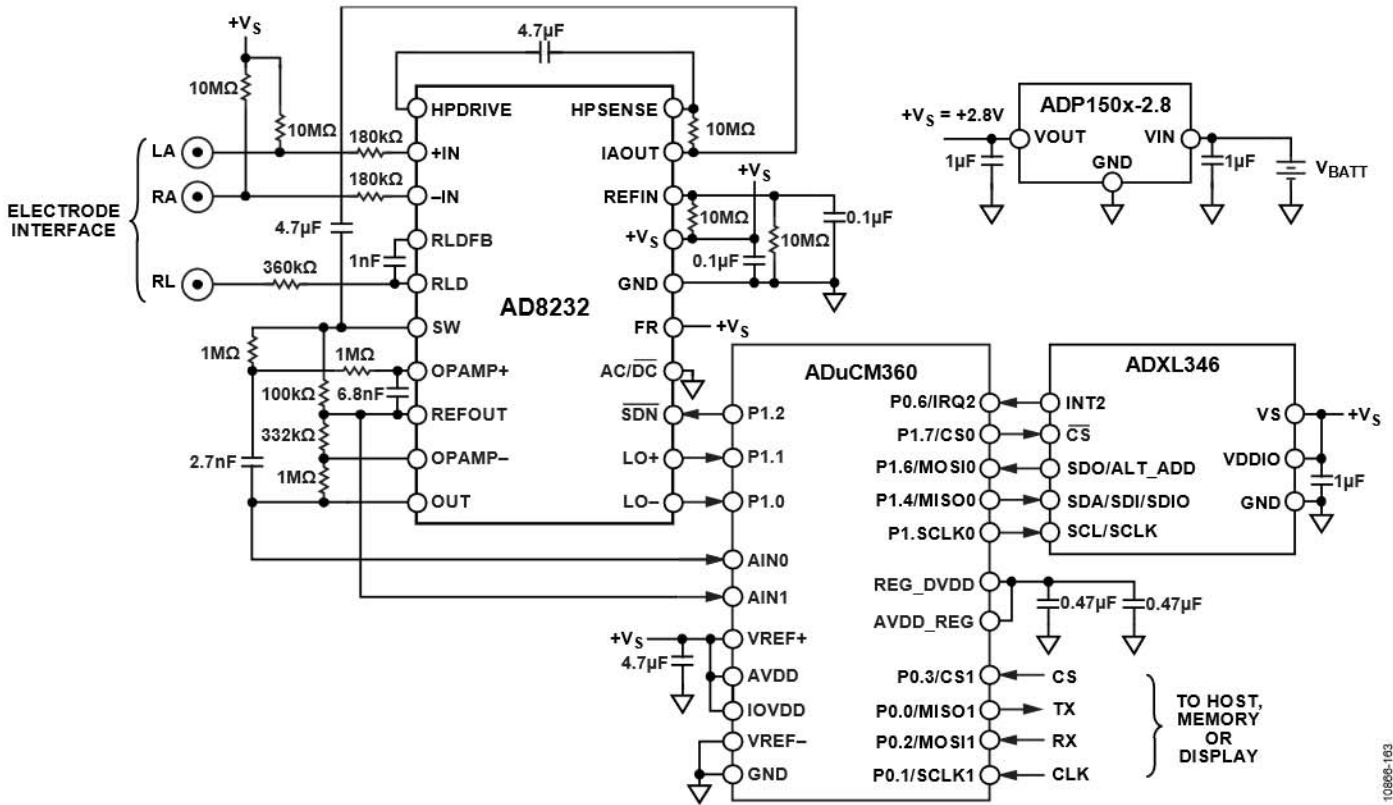 +VS
10MΩ
10MΩ
LA
180kΩ
RA
180kΩ
ELECTRODE
INTERFACE
4.7µF
1nF
360kΩ
RL
1MΩ
1MΩ
100kΩ
6.8nF
332kΩ
2.7nF
1MΩ
4.7µF
HPDRIVE
+IN
–IN
RLDFB
RLD
SW
OPAMP+
REFOUT
OPAMP–
OUT
AD8232
HPSENSE
IAOUT
REFIN
+VS
GND
FR
AC/DC
SDN
LO+
LO–
10MΩ
+VS
10MΩ
0.1µF
10MΩ
0.1µF
+VS
ADP150x-2.8
+VS = +2.8V
VOUT
VIN
GND
1µF
1µF
VBATT
ADuCM360
P1.2
P1.1
P1.0
AIN0
AIN1
+VS
4.7µF
VREF+
AVDD
IOVDD
VREF–
GND
P0.6/IRQ2
P1.7/CS0
P1.6/MOSI0
P1.4/MISO0
P1.SCLK0
REG_DVDD
AVDD_REG
P0.3/CS1
P0.0/MISO1
P0.2/MOSI1
P0.1/SCLK1
ADXL346
INT2
CS
SDO/ALT_ADD
SDA/SDI/SDIO
SCL/SCLK
VS
VDDIO
GND
+VS
1µF
0.47µF
0.47µF
CS
TX
RX
CLK
TO HOST,
MEMORY
OR
DISPLAY
10866-163